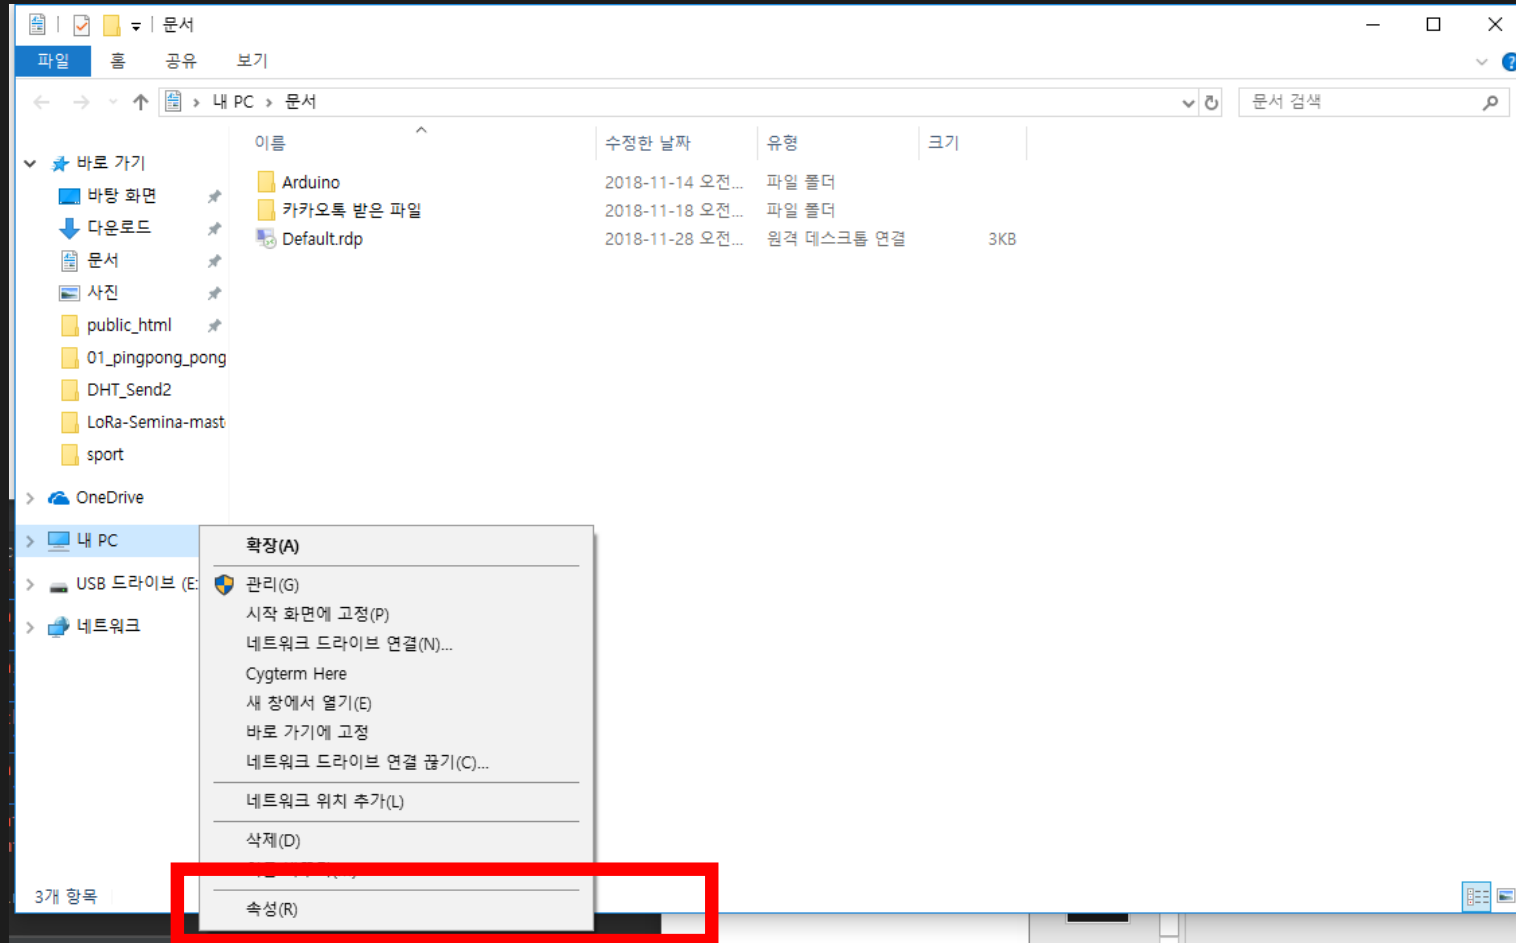 문서
파일 홈 공유 보기
내 PC 문서
문서 검색
이름 수정한 날짜 유형 크기
Arduino 2018-11-14 오전... 파일 폴더
카카오톡 받은 파일 2018-11-18 오전... 파일 폴더
Default.rdp 2018-11-28 오전... 원격 데스크톱 연결 3KB
바로 가기
바탕 화면
다운로드
문서
사진
public_html
01_pingpong_pong
DHT_Send2
LoRa-Semina-mast
sport
OneDrive
내 PC
USB 드라이브 (E:
네트워크
확장(A)
관리(G)
시작 화면에 고정(P)
네트워크 드라이브 연결(N)...
Cygterm Here
새 창에서 열기(E)
바로 가기에 고정
네트워크 드라이브 연결 끊기(C)...
네트워크 위치 추가(L)
삭제(D)
속성(R)
3개 항목